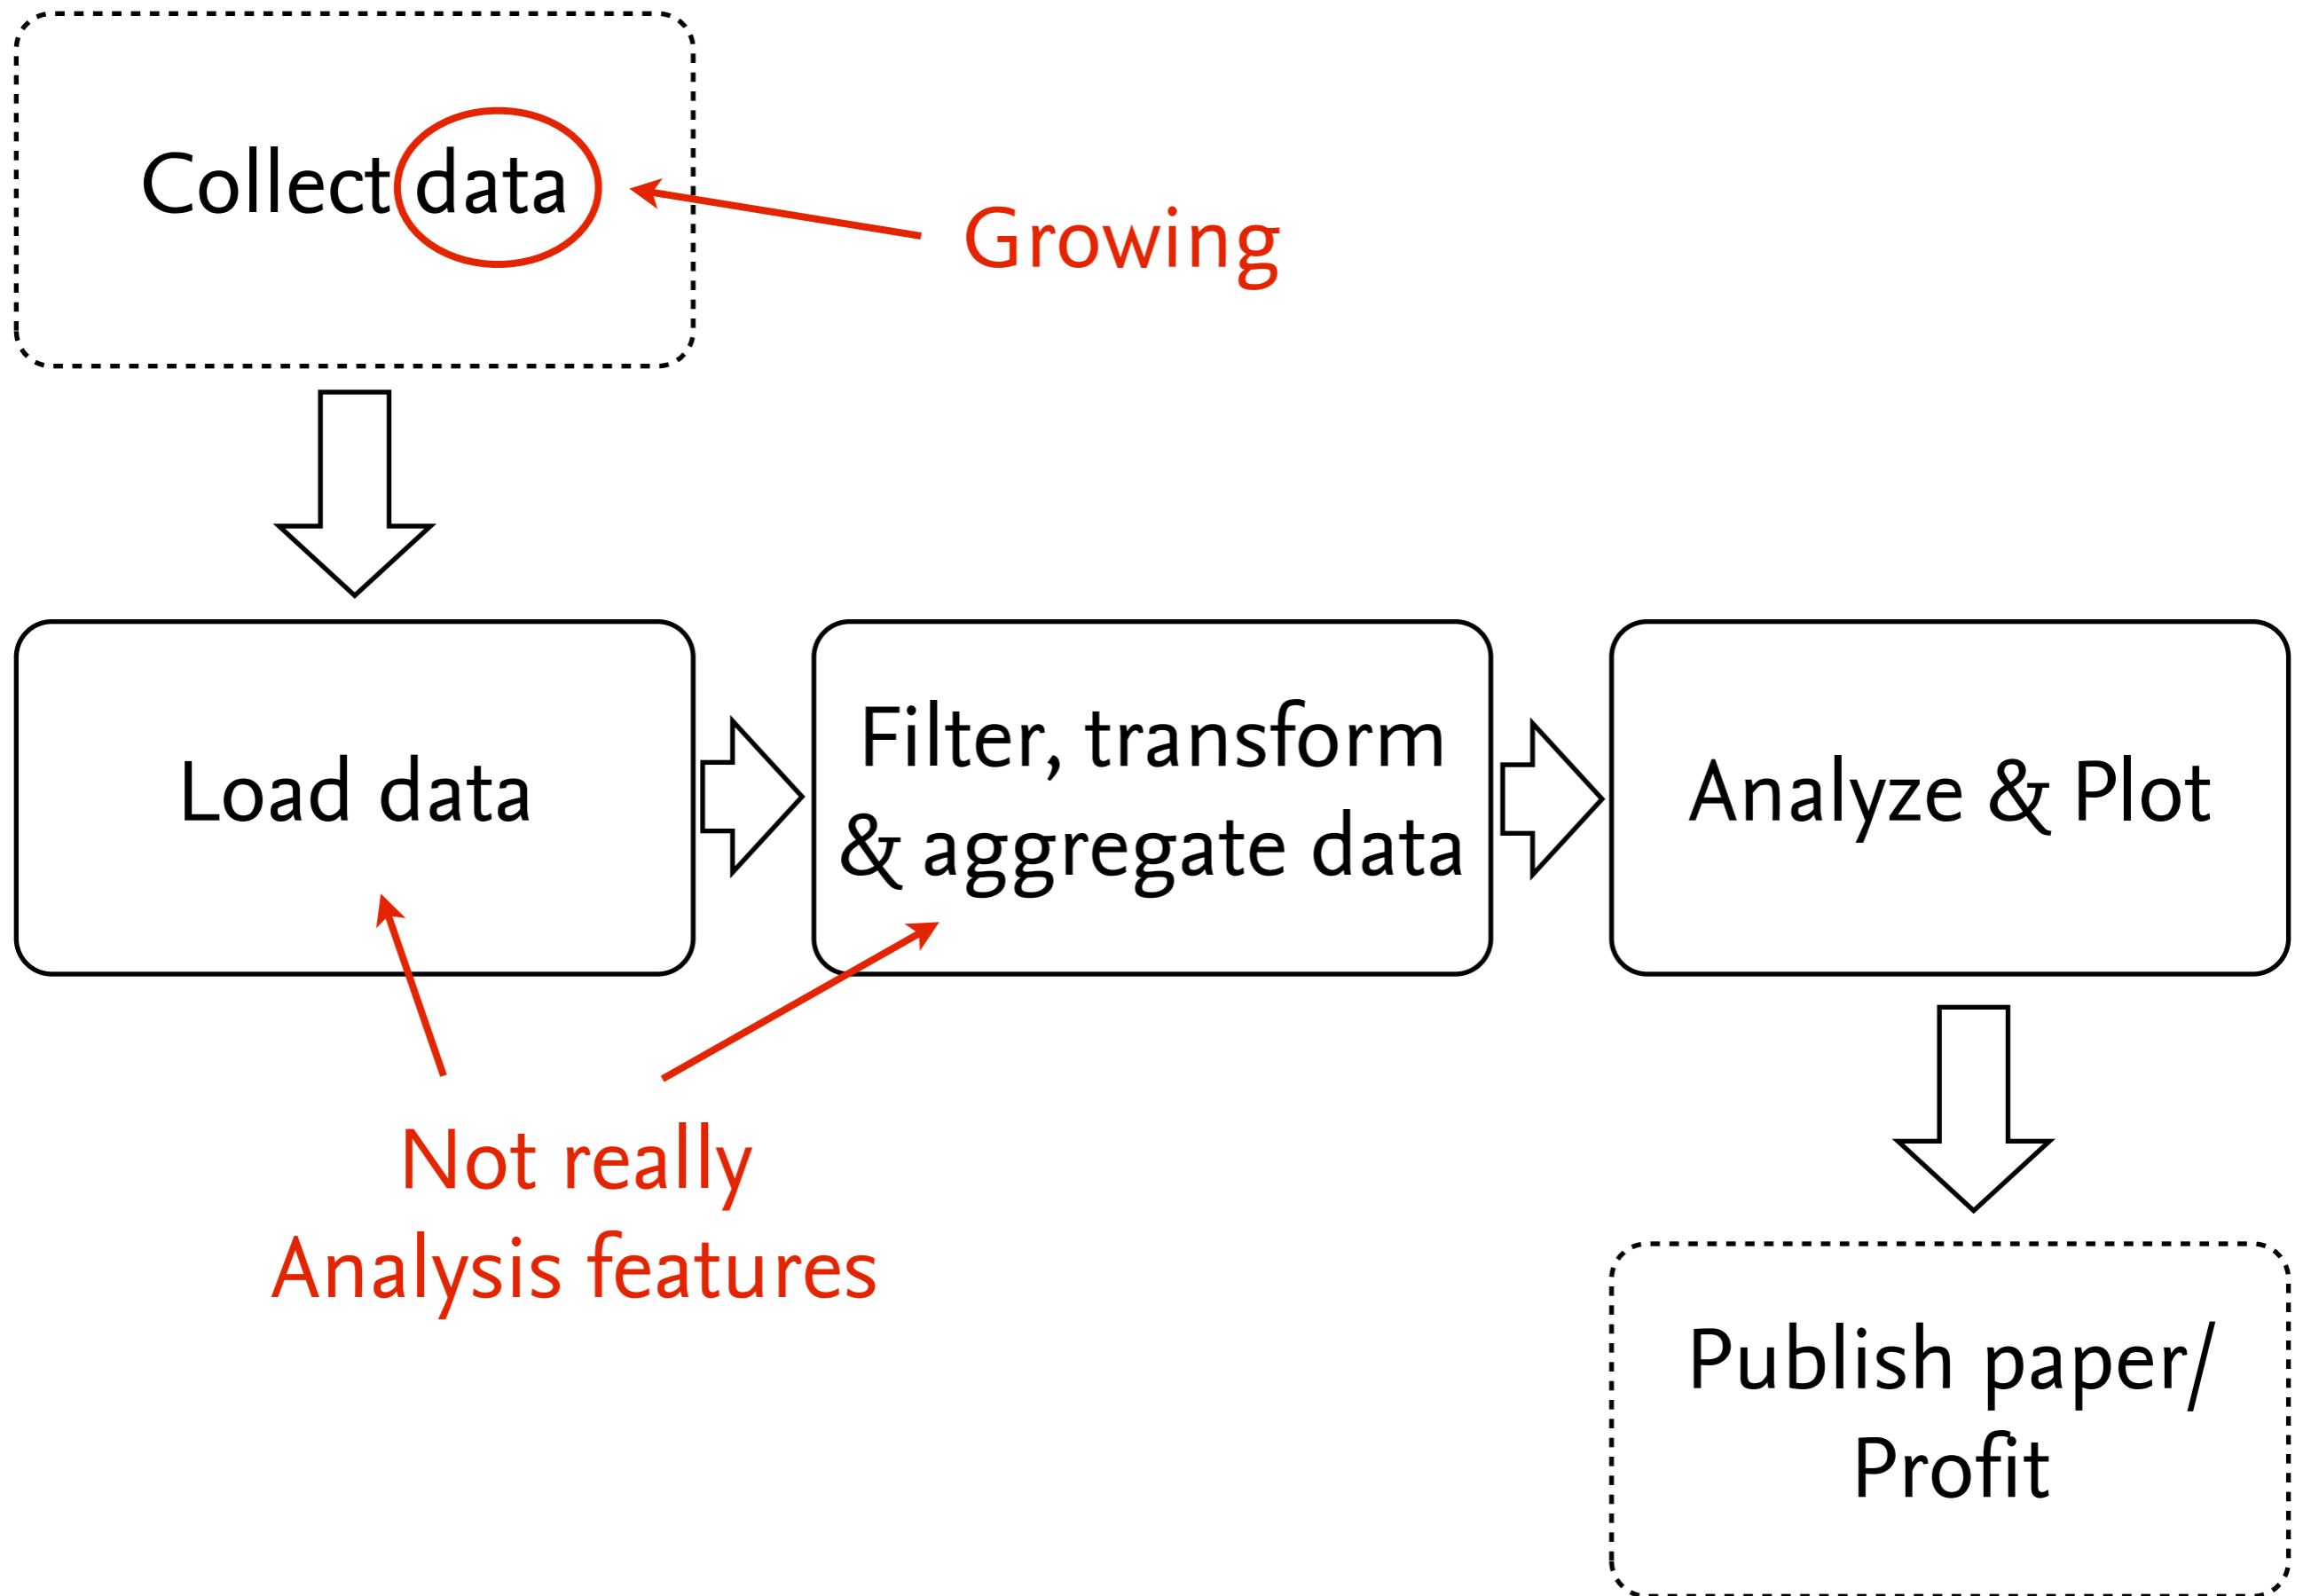 Collect data
Growing
Load data
Filter, transform
& aggregate data
Analyze & Plot
Not really
Analysis features
Publish paper/
Profit